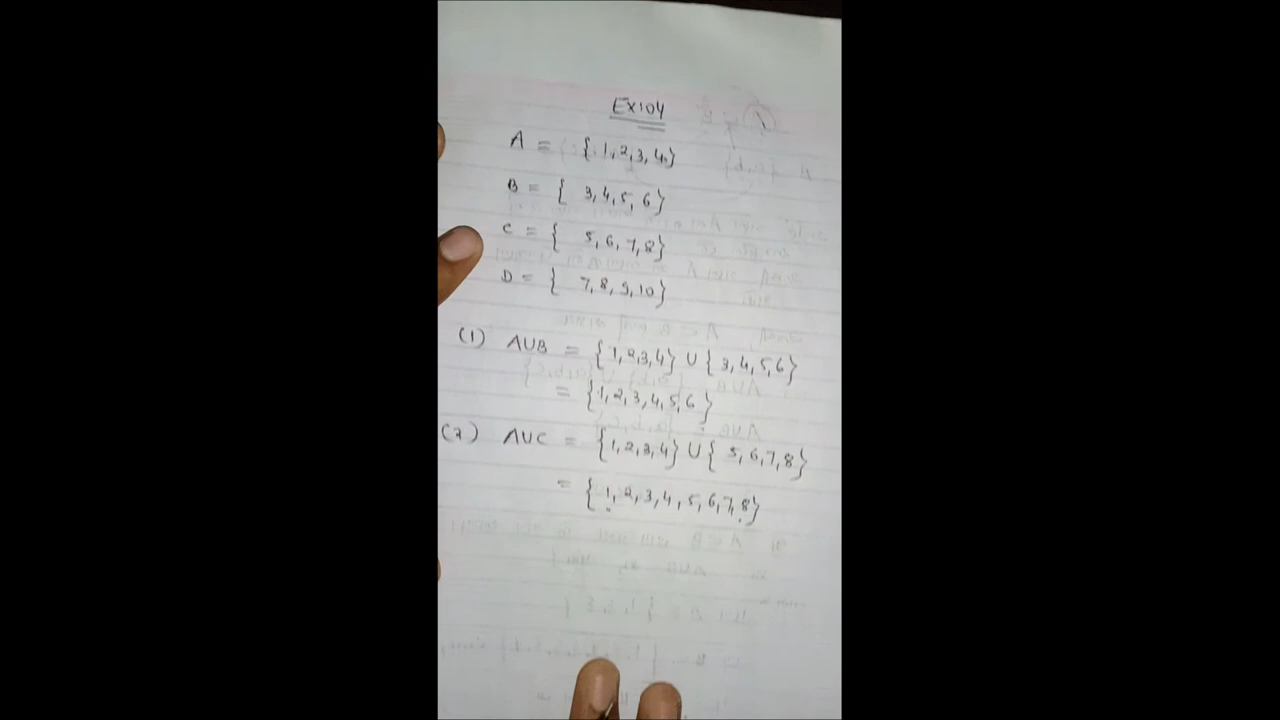 Ex104
A = {1,2,3,4}
B = { 3,4,5,6}
C = { 5,6,7,8}
D = { 7,8,9,10}
(1) AUB = {1,2,3,4} U { 3,4,5,6}
= {1,2,3,4,5,6}
(2) AUC = {1,2,3,4} U { 5,6,7,8}
= { 1,2,3,4,5,6,7,8}